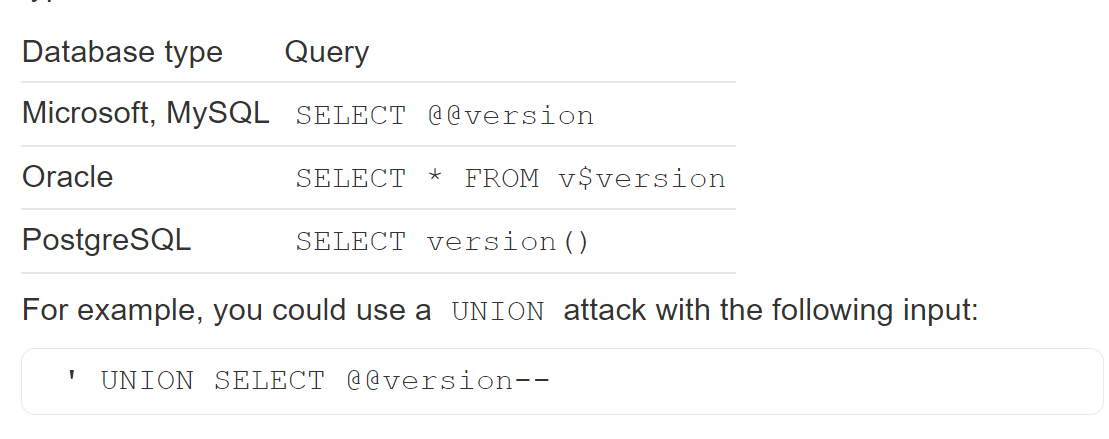 Database type Query
Microsoft, MySQL SELECT @@version
Oracle SELECT * FROM v$version
PostgreSQL SELECT version()
For example, you could use a UNION attack with the following input:
' UNION SELECT @@version--